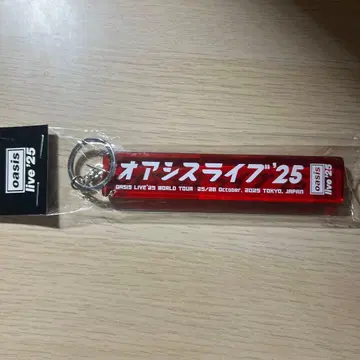 oasis
live '25
オアシスライブ'25
OASIS LIVE '25 WORLD TOUR 25/26 October, 2025 TOKYO, JAPAN
oasis
live '25